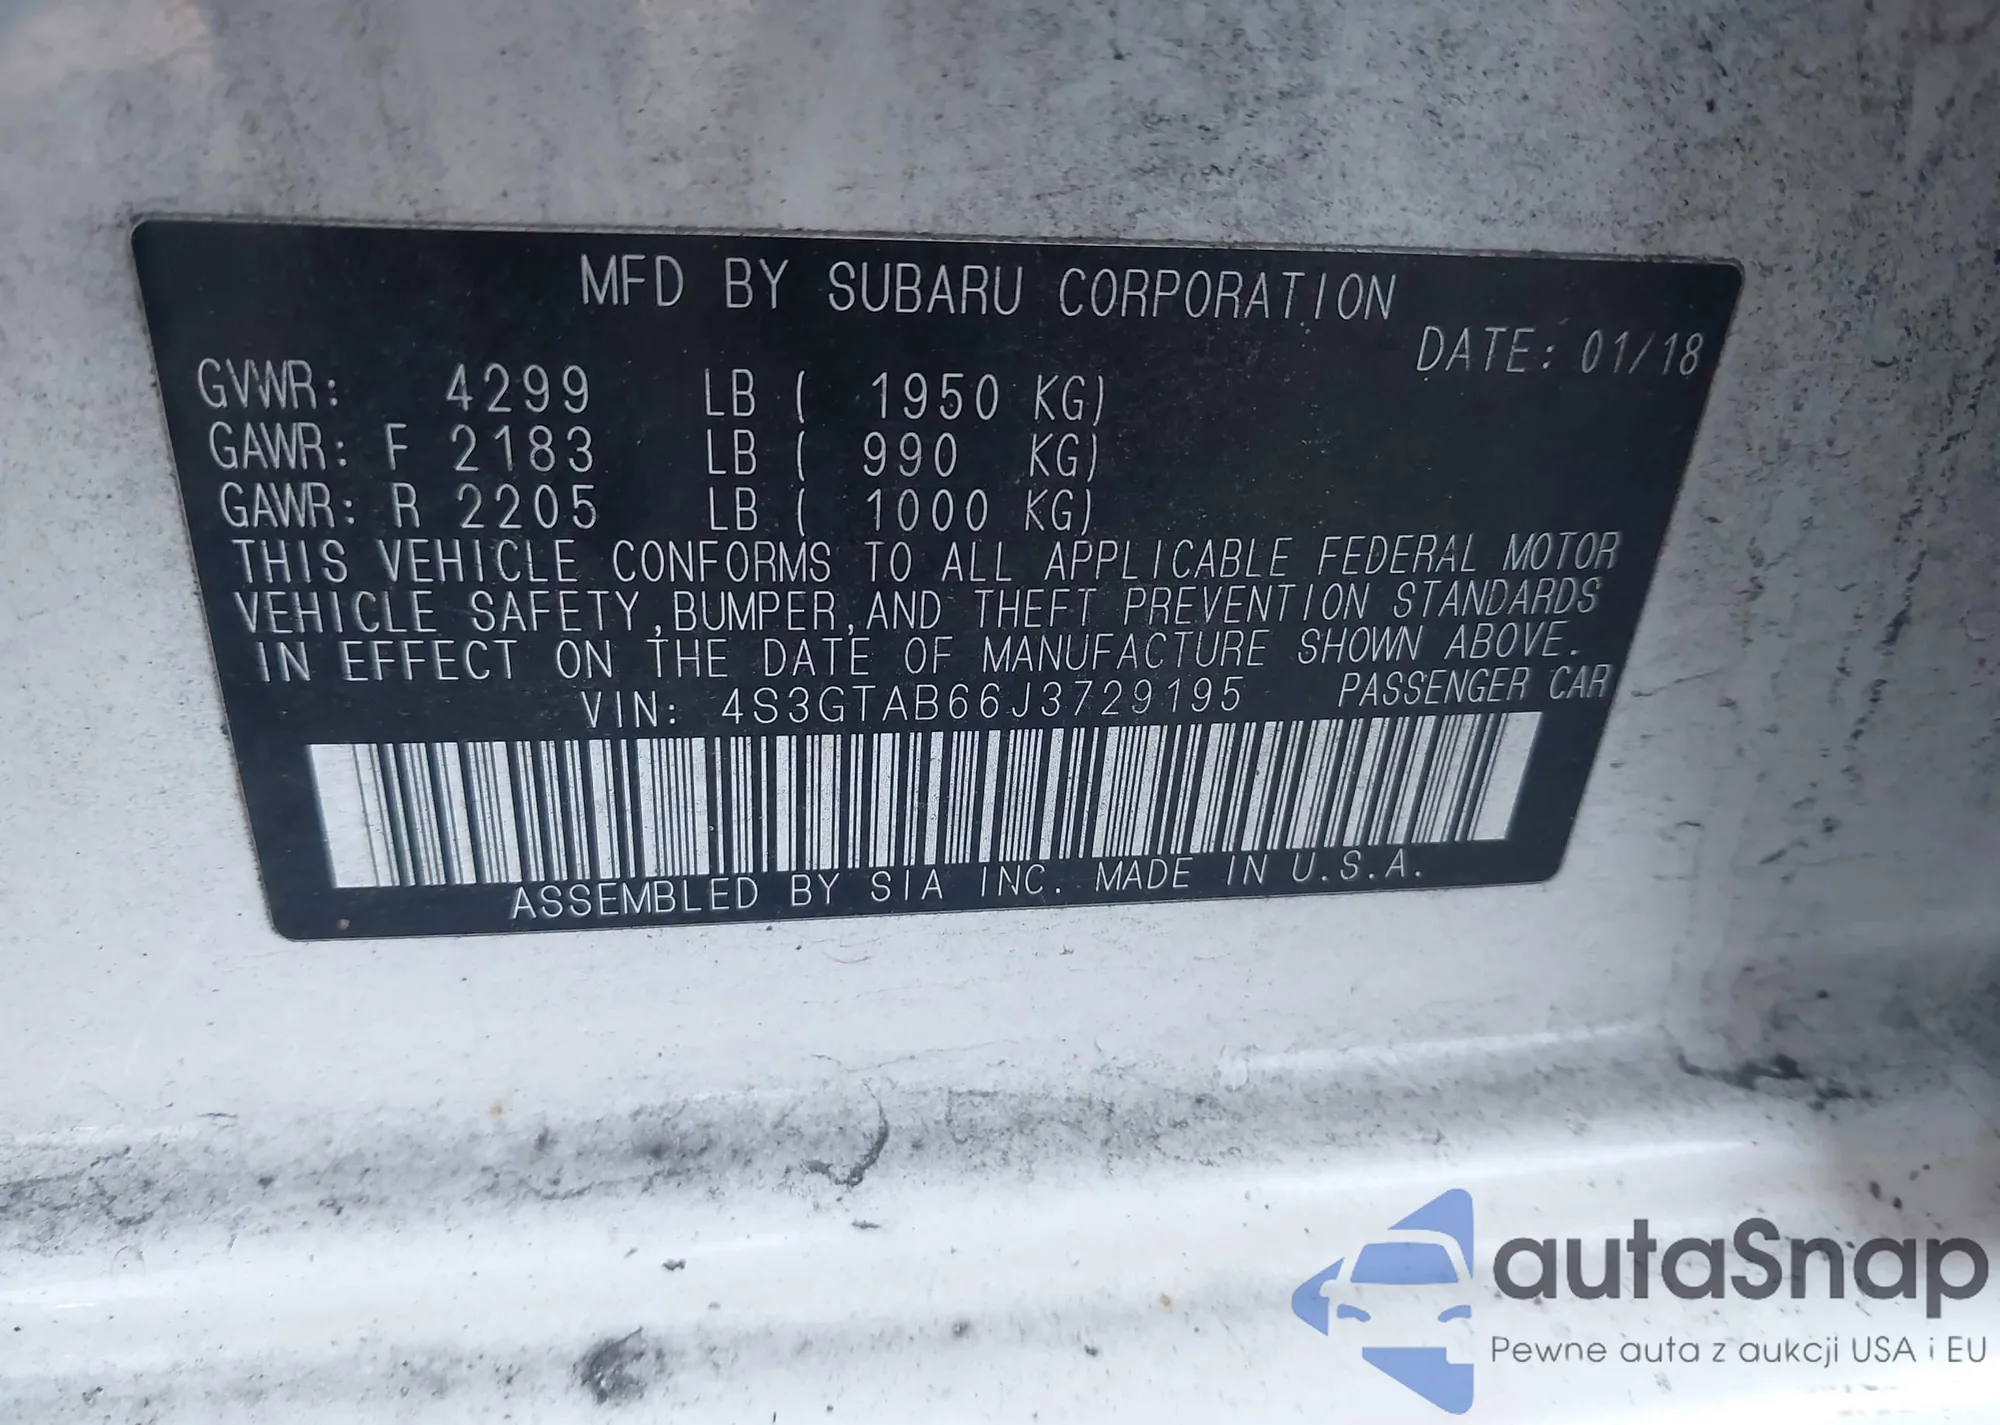 MFD BY SUBARU CORPORATION
DATE: 01/18
GVWR: 4299 LB ( 1950 KG)
GAWR: F 2183 LB ( 990 KG)
GAWR: R 2205 LB ( 1000 KG)
THIS VEHICLE CONFORMS TO ALL APPLICABLE FEDERAL MOTOR
VEHICLE SAFETY,BUMPER,AND THEFT PREVENTION STANDARDS
IN EFFECT ON THE DATE OF MANUFACTURE SHOWN ABOVE.
VIN: 4S3GTAB66J3729195 PASSENGER CAR
ASSEMBLED BY SIA INC. MADE IN U.S.A.
autaSnap
Pewne auta z aukcji USA i EU